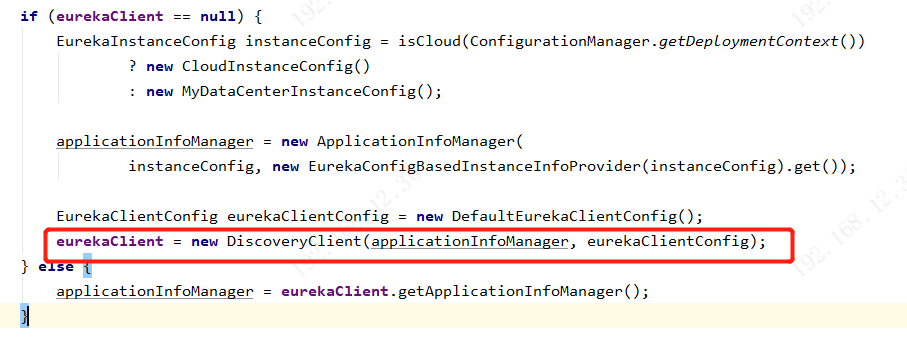 if (eurekaClient == null) {
EurekaInstanceConfig instanceConfig = isCloud(ConfigurationManager.getDeploymentContext())
? new CloudInstanceConfig()
: new MyDataCenterInstanceConfig();
applicationInfoManager = new ApplicationInfoManager(
instanceConfig, new EurekaConfigBasedInstanceInfoProvider(instanceConfig).get());
EurekaClientConfig eurekaClientConfig = new DefaultEurekaClientConfig();
eurekaClient = new DiscoveryClient(applicationInfoManager, eurekaClientConfig);
} else {
applicationInfoManager = eurekaClient.getApplicationInfoManager();
}